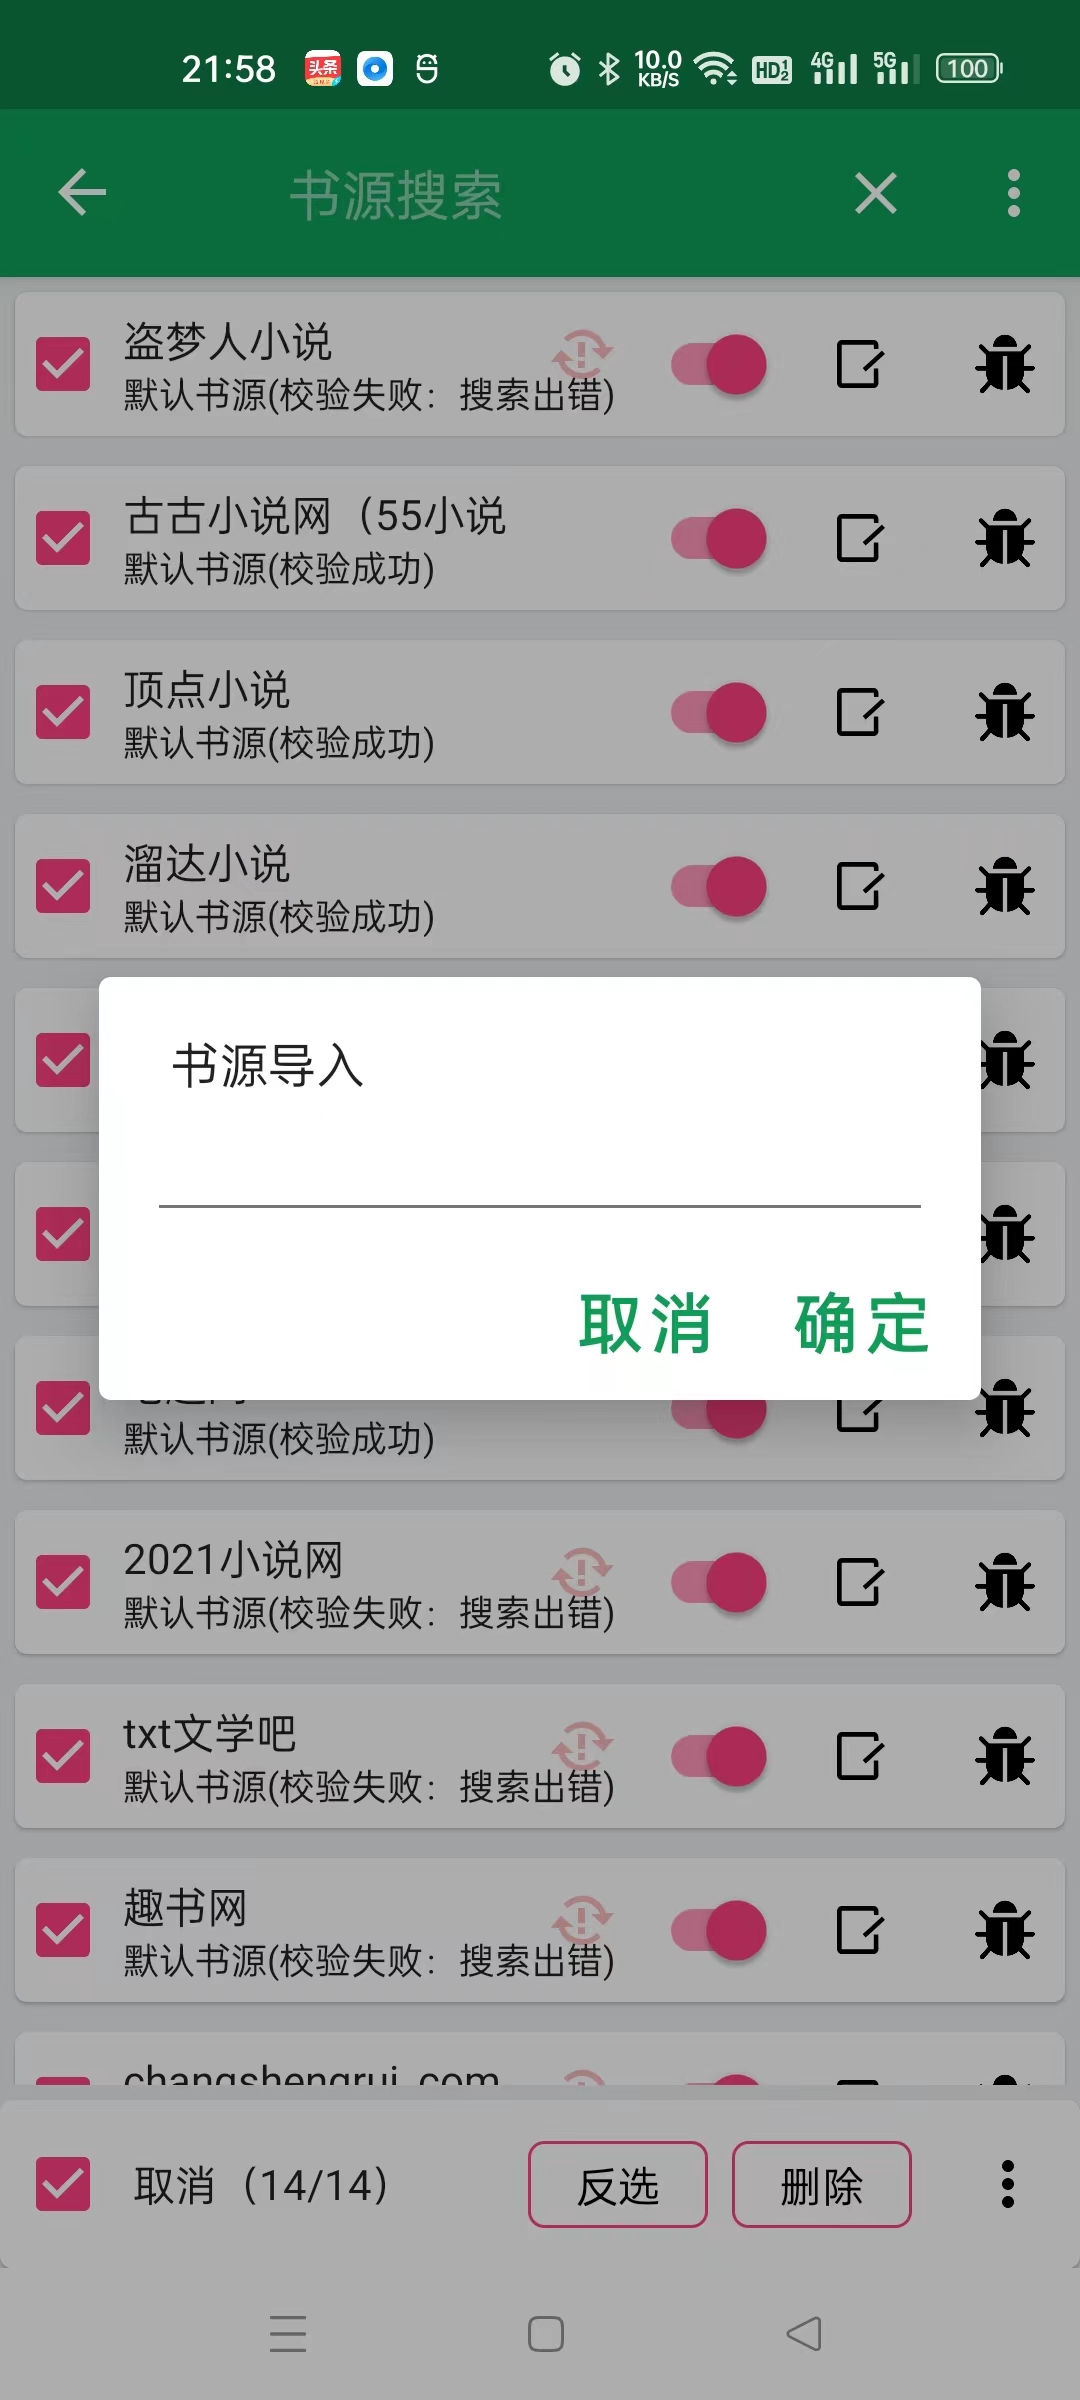 21:58
头条
10.0
KB/S
HD
4G
5G
100
书源搜索
盗梦人小说
默认书源(校验失败：搜索出错)
古古小说网（55小说
默认书源(校验成功)
顶点小说
默认书源(校验成功)
溜达小说
默认书源(校验成功)
书源导入
取消
确定
默认书源(校验成功)
2021小说网
默认书源(校验失败：搜索出错)
txt文学吧
默认书源(校验失败：搜索出错)
趣书网
默认书源(校验失败：搜索出错)
changshengrui.com
取消（14/14）
反选
删除